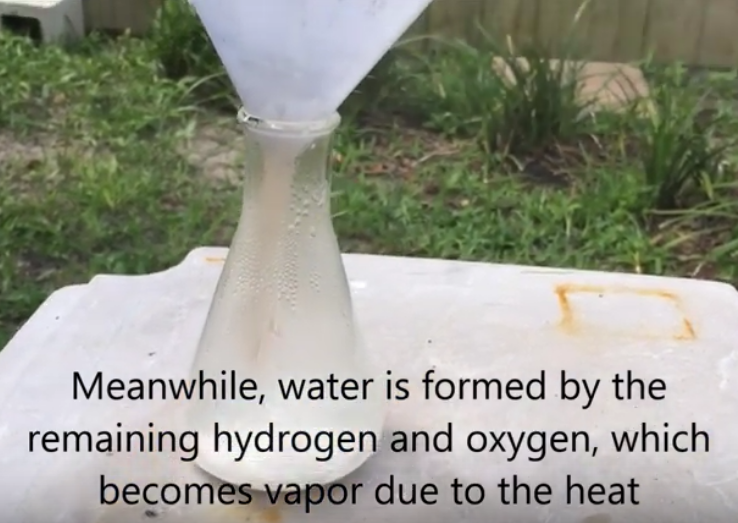 Meanwhile, water is formed by the
remaining hydrogen and oxygen, which
becomes vapor due to the heat